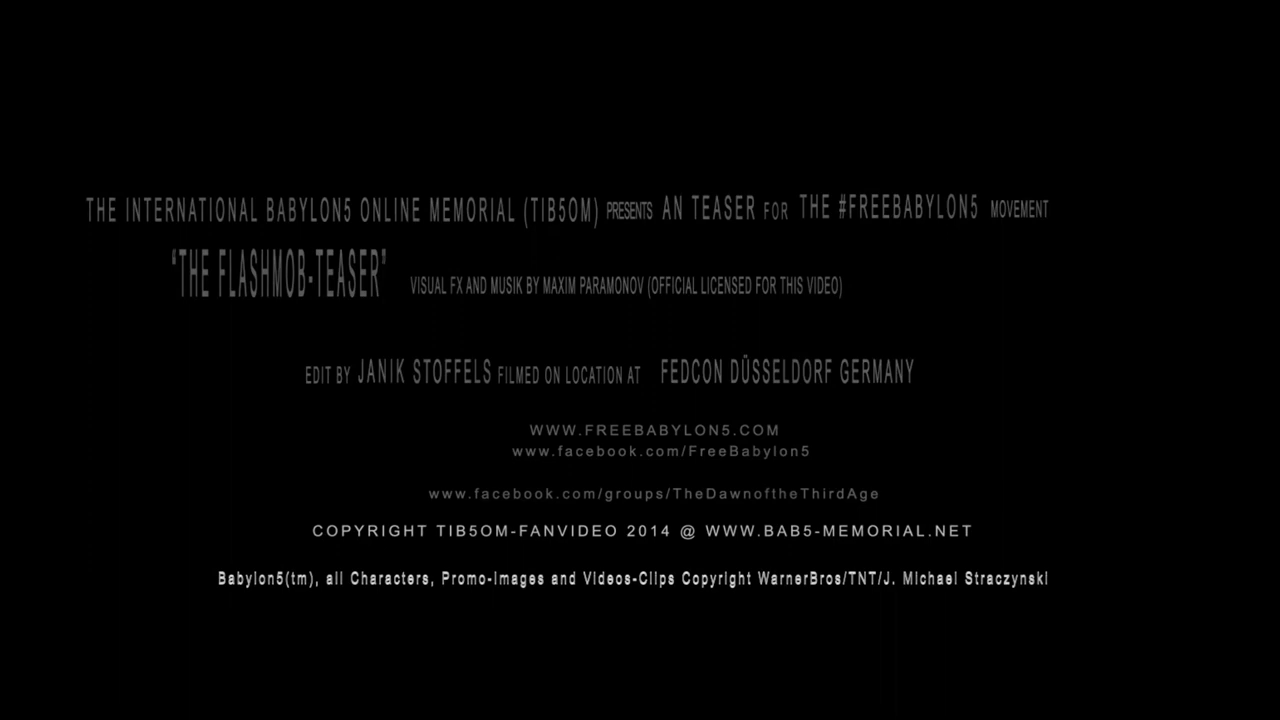 THE INTERNATIONAL BABYLON5 ONLINE MEMORIAL (TIB5OM) PRESENTS AN TEASER FOR THE #FREEBABYLON5 MOVEMENT
“THE FLASHMOB-TEASER” VISUAL FX AND MUSIK BY MAXIM PARAMONOV (OFFICIAL LICENSED FOR THIS VIDEO)
EDIT BY JANIK STOFFELS FILMED ON LOCATION AT FEDCON DÜSSELDORF GERMANY
WWW.FREEBABYLON5.COM
www.facebook.com/FreeBabylon5
www.facebook.com/groups/TheDawnoftheThirdAge
COPYRIGHT TIB5OM-FANVIDEO 2014 @ WWW.BAB5-MEMORIAL.NET
Babylon5(tm), all Characters, Promo-Images and Videos-Clips Copyright WarnerBros/TNT/J. Michael Straczynski